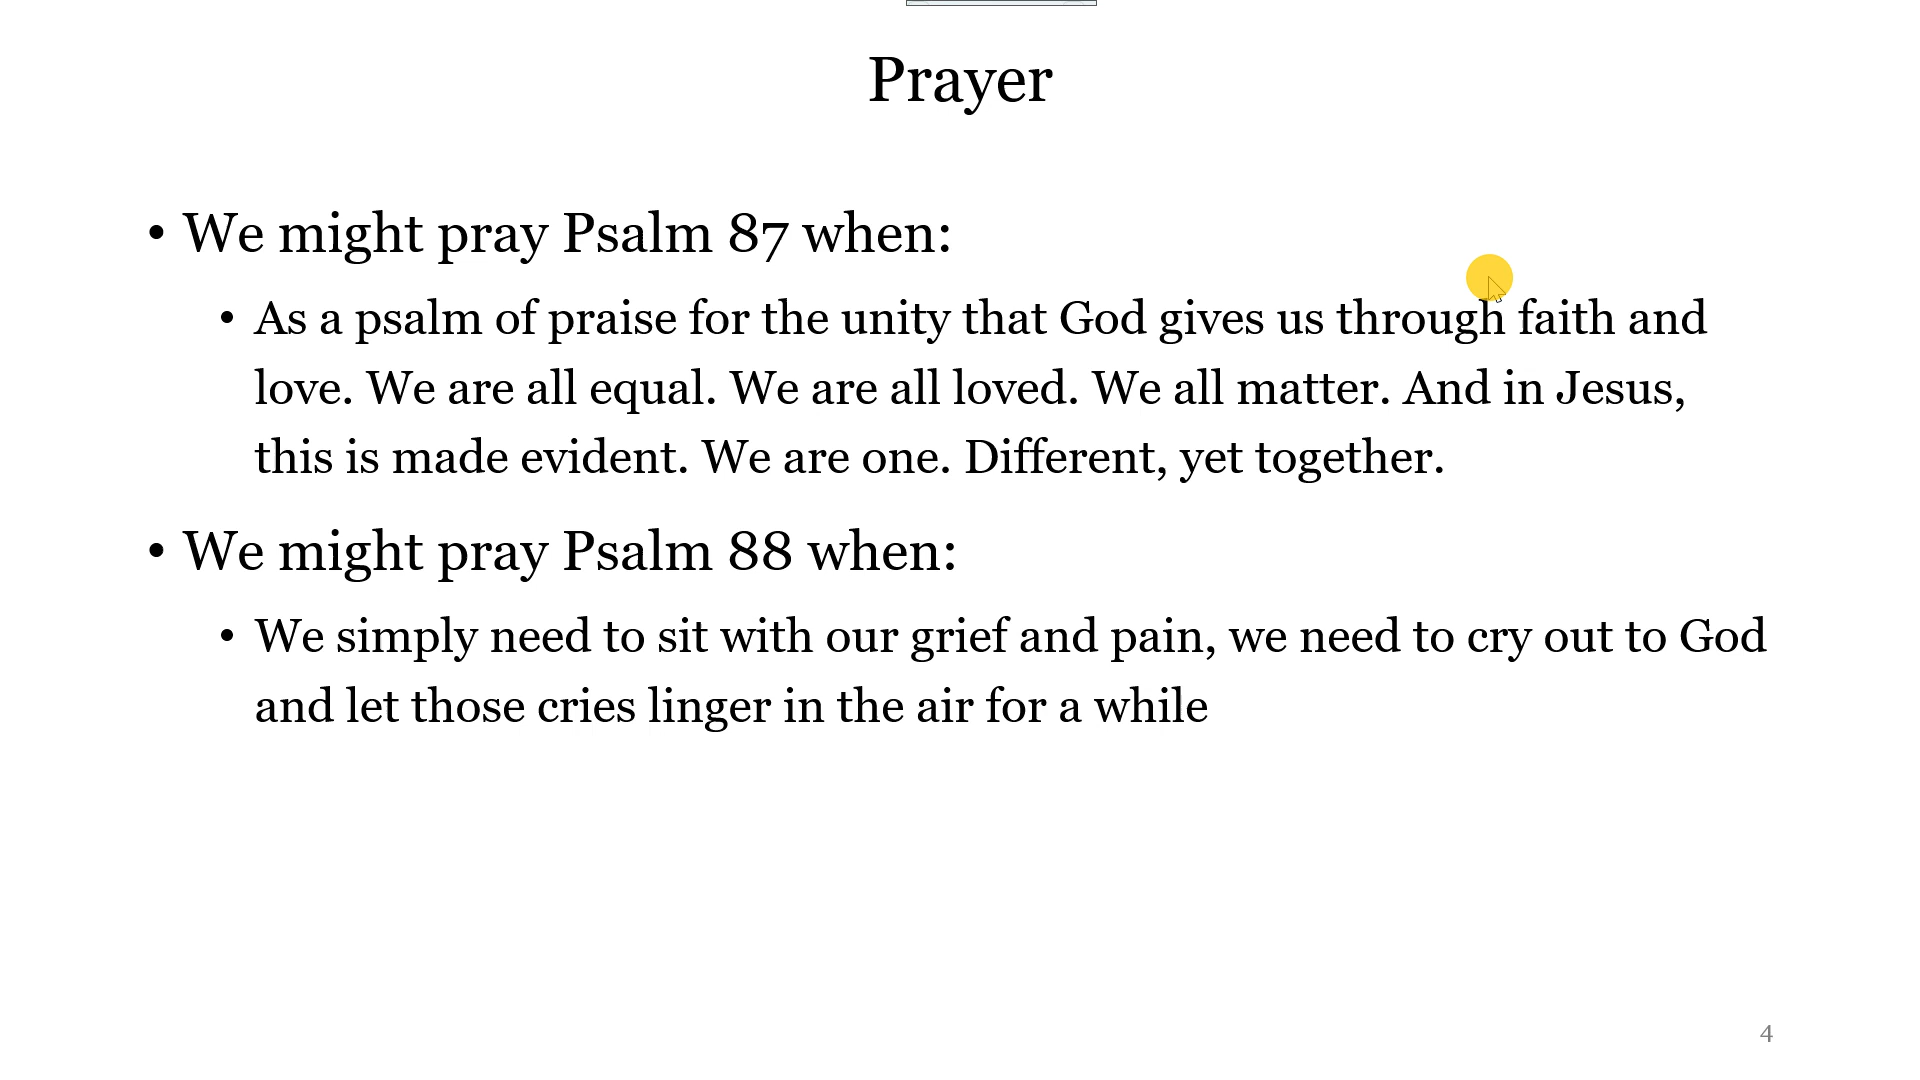 Prayer
• We might pray Psalm 87 when:
• As a psalm of praise for the unity that God gives us through faith and
love. We are all equal. We are all loved. We all matter. And in Jesus,
this is made evident. We are one. Different, yet together.
• We might pray Psalm 88 when:
• We simply need to sit with our grief and pain, we need to cry out to God
and let those cries linger in the air for a while
4